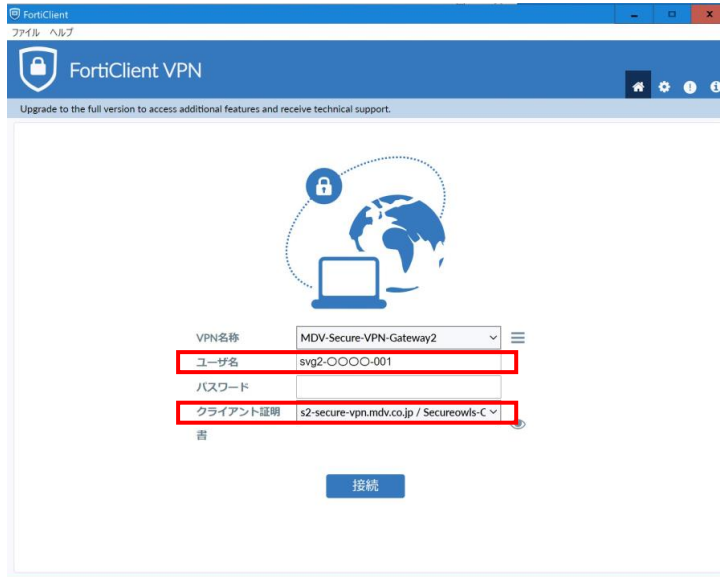 FortiClient
ファイル ヘルプ
FortiClient VPN
Upgrade to the full version to access additional features and receive technical support.
VPN名称 MDV-Secure-VPN-Gateway2
ユーザ名 svg2-〇〇〇〇-001
パスワード
クライアント証明 s2-secure-vpn.mdv.co.jp / Secureowls-C
書
接続